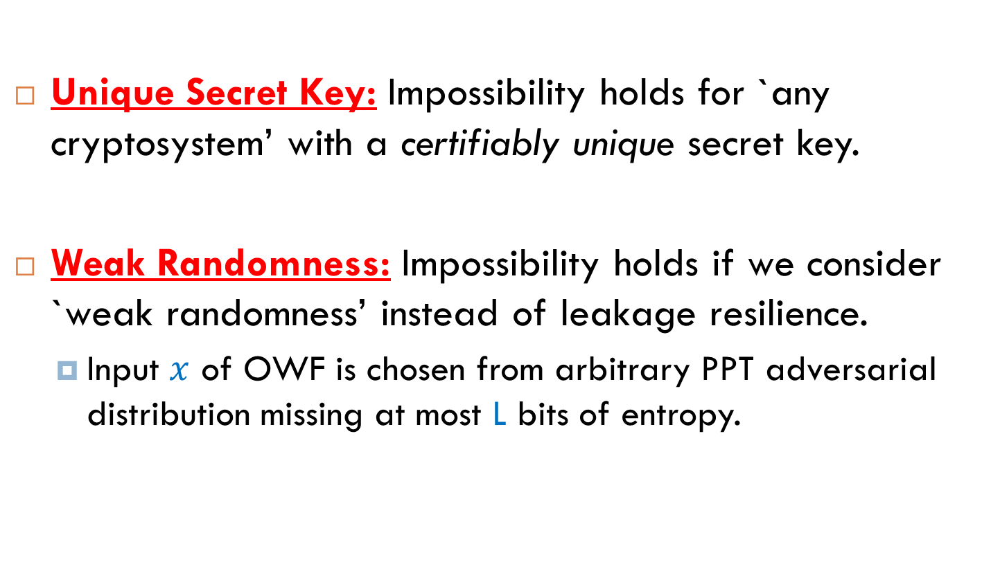 Unique Secret Key: Impossibility holds for `any
cryptosystem’ with a certifiably unique secret key.
Weak Randomness: Impossibility holds if we consider
`weak randomness’ instead of leakage resilience.
Input 𝑥 of OWF is chosen from arbitrary PPT adversarial
distribution missing at most L bits of entropy.